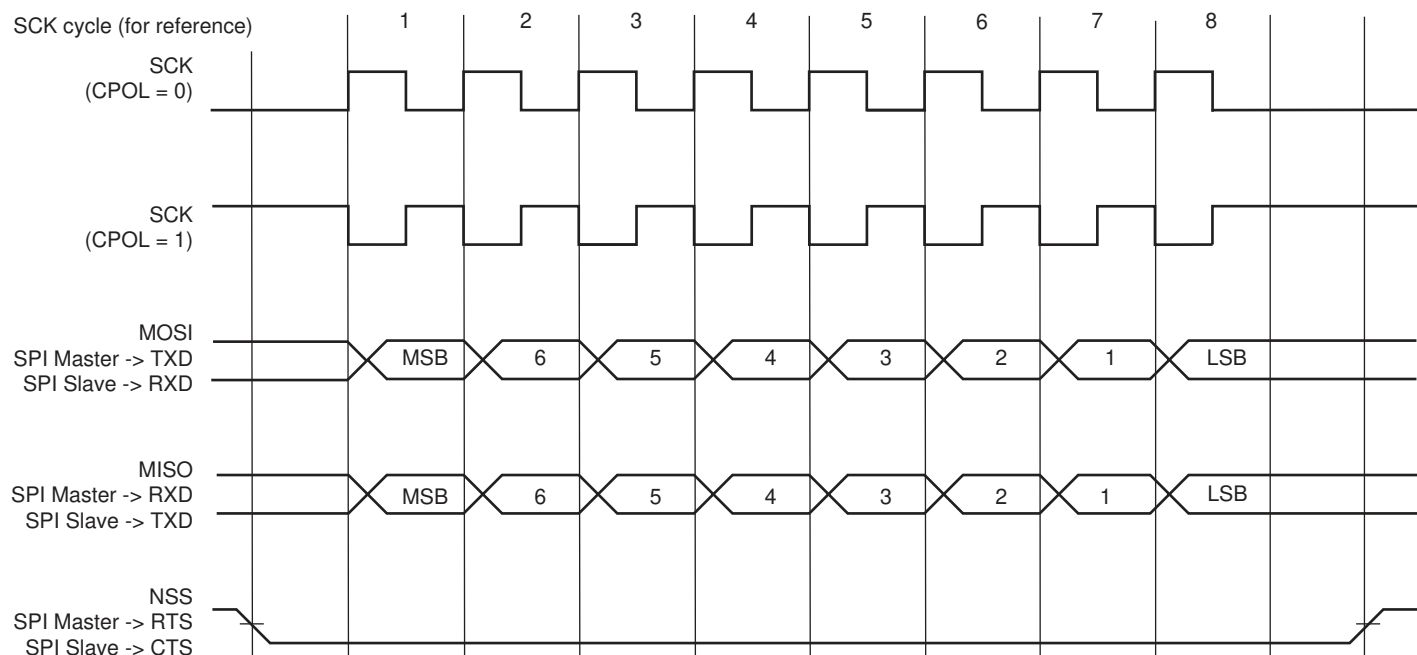 SCK cycle (for reference)
1 2 3 4 5 6 7 8
SCK
(CPOL = 0)
SCK
(CPOL = 1)
MOSI
SPI Master -> TXD
SPI Slave -> RXD
MSB 6 5 4 3 2 1 LSB
MISO
SPI Master -> RXD
SPI Slave -> TXD
MSB 6 5 4 3 2 1 LSB
NSS
SPI Master -> RTS
SPI Slave -> CTS